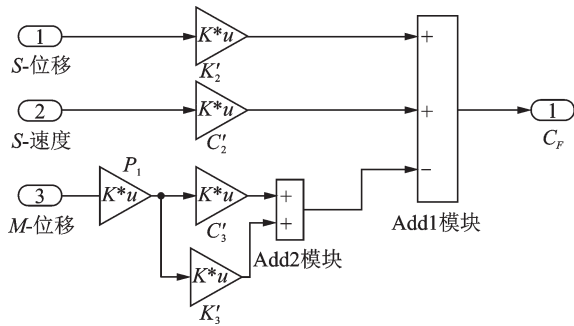 1
K*u
+
S-位移
K′₂
2
K*u
+
1
S-速度
C′₂
C_F
P₁
3
K*u
K*u
+
−
M-位移
C′₃
+
Add1模块
Add2模块
K*u
K′₃